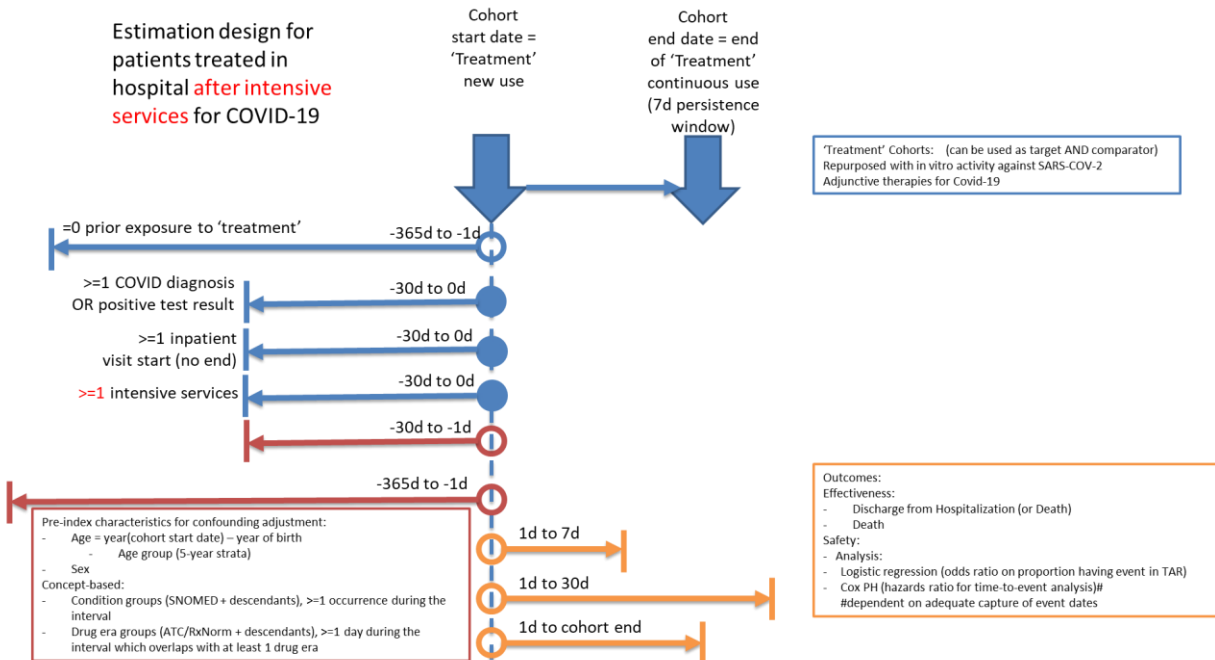 Estimation design for
patients treated in
hospital after intensive
services for COVID-19
Cohort
start date =
‘Treatment’
new use
Cohort
end date = end
of ‘Treatment’
continuous use
(7d persistence
window)
‘Treatment’ Cohorts: (can be used as target AND comparator)
Repurposed with in vitro activity against SARS-COV-2
Adjunctive therapies for Covid-19
=0 prior exposure to ‘treatment’
-365d to -1d
>=1 COVID diagnosis
OR positive test result
-30d to 0d
>=1 inpatient
visit start (no end)
-30d to 0d
>=1 intensive services
-30d to 0d
-30d to -1d
-365d to -1d
Pre-index characteristics for confounding adjustment:
- Age = year(cohort start date) – year of birth
- Age group (5-year strata)
- Sex
Concept-based:
- Condition groups (SNOMED + descendants), >=1 occurrence during the
interval
- Drug era groups (ATC/RxNorm + descendants), >=1 day during the
interval which overlaps with at least 1 drug era
1d to 7d
1d to 30d
1d to cohort end
Outcomes:
Effectiveness:
- Discharge from Hospitalization (or Death)
- Death
Safety:
- Analysis:
- Logistic regression (odds ratio on proportion having event in TAR)
- Cox PH (hazards ratio for time-to-event analysis)#
#dependent on adequate capture of event dates